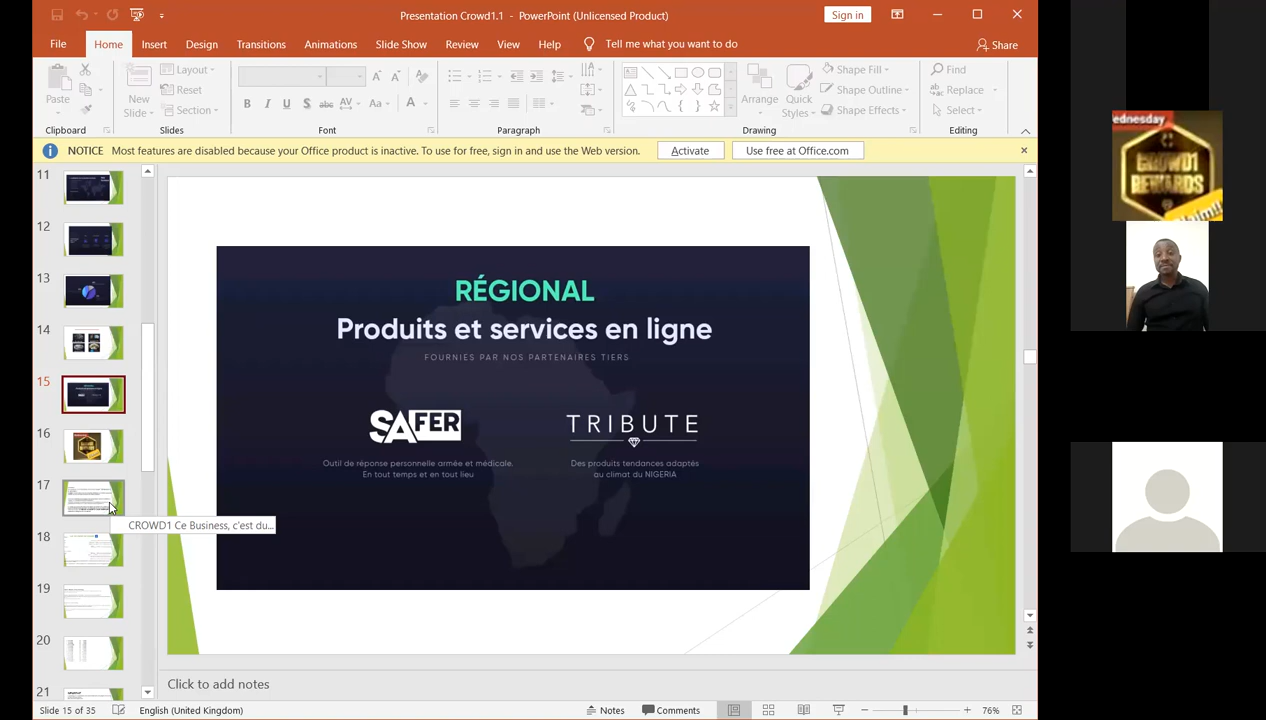 Presentation Crowd1.1 - PowerPoint (Unlicensed Product)
Sign in
File Home Insert Design Transitions Animations Slide Show Review View Help Tell me what you want to do
Share
Paste
New
Slide
Layout
Reset
Section
B I U S abc AV Aa A
Arrange
Quick
Styles
Shape Fill
Shape Outline
Shape Effects
Find
Replace
Select
Clipboard Slides Font Paragraph Drawing Editing
NOTICE Most features are disabled because your Office product is inactive. To use for free, sign in and use the Web version. Activate Use free at Office.com
11
12
13
14
15
16
17
CROWD1 Ce Business, c'est du...
18
19
20
21
RÉGIONAL
Produits et services en ligne
FOURNIES PAR NOS PARTENAIRES TIERS
SAFER
Outil de réponse personnelle armée et médicale.
En tout temps et en tout lieu
TRIBUTE
Des produits tendances adaptés
au climat du NIGERIA
Click to add notes
Slide 15 of 35 English (United Kingdom) Notes Comments 76%
ednesday
CROWD1
REWARDS